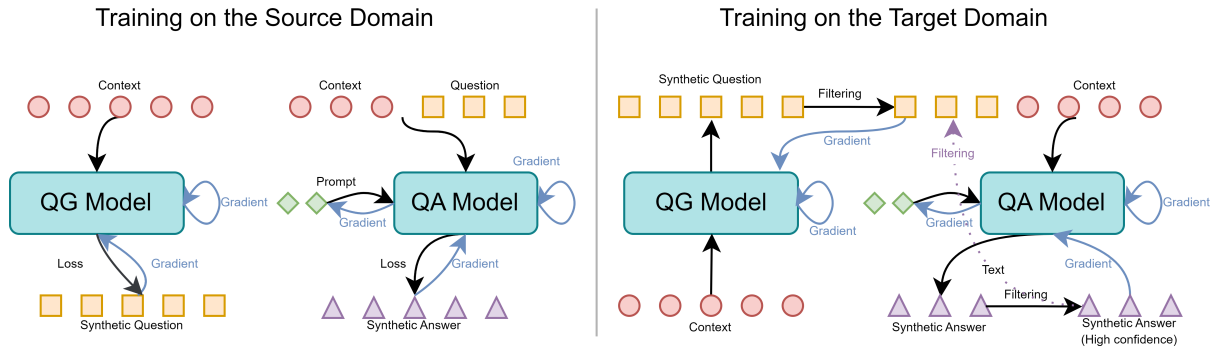 Training on the Source Domain
Context
Context
Question
QG Model
Gradient
Prompt
Gradient
QA Model
Gradient
Loss
Gradient
Loss
Gradient
Synthetic Question
Synthetic Answer
Training on the Target Domain
Synthetic Question
Filtering
Context
Gradient
Filtering
QG Model
Gradient
Gradient
QA Model
Gradient
Text
Gradient
Filtering
Context
Synthetic Answer
Synthetic Answer
(High confidence)